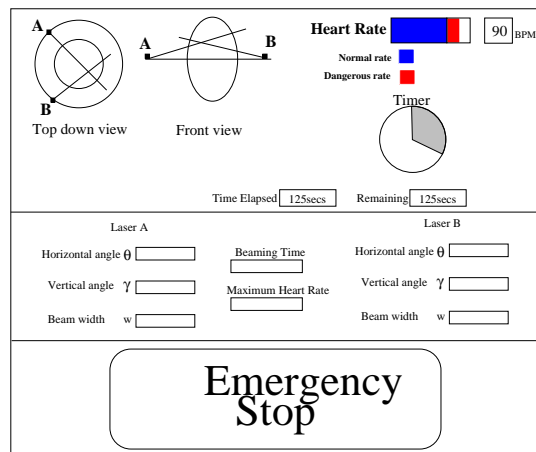 A
B
Top down view
A
B
Front view
Heart Rate
90 BPM
Normal rate
Dangerous rate
Timer
Time Elapsed 125secs
Remaining 125secs
Laser A
Horizontal angle θ
Vertical angle γ
Beam width w
Beaming Time
Maximum Heart Rate
Laser B
Horizontal angle θ
Vertical angle γ
Beam width w
Emergency
Stop